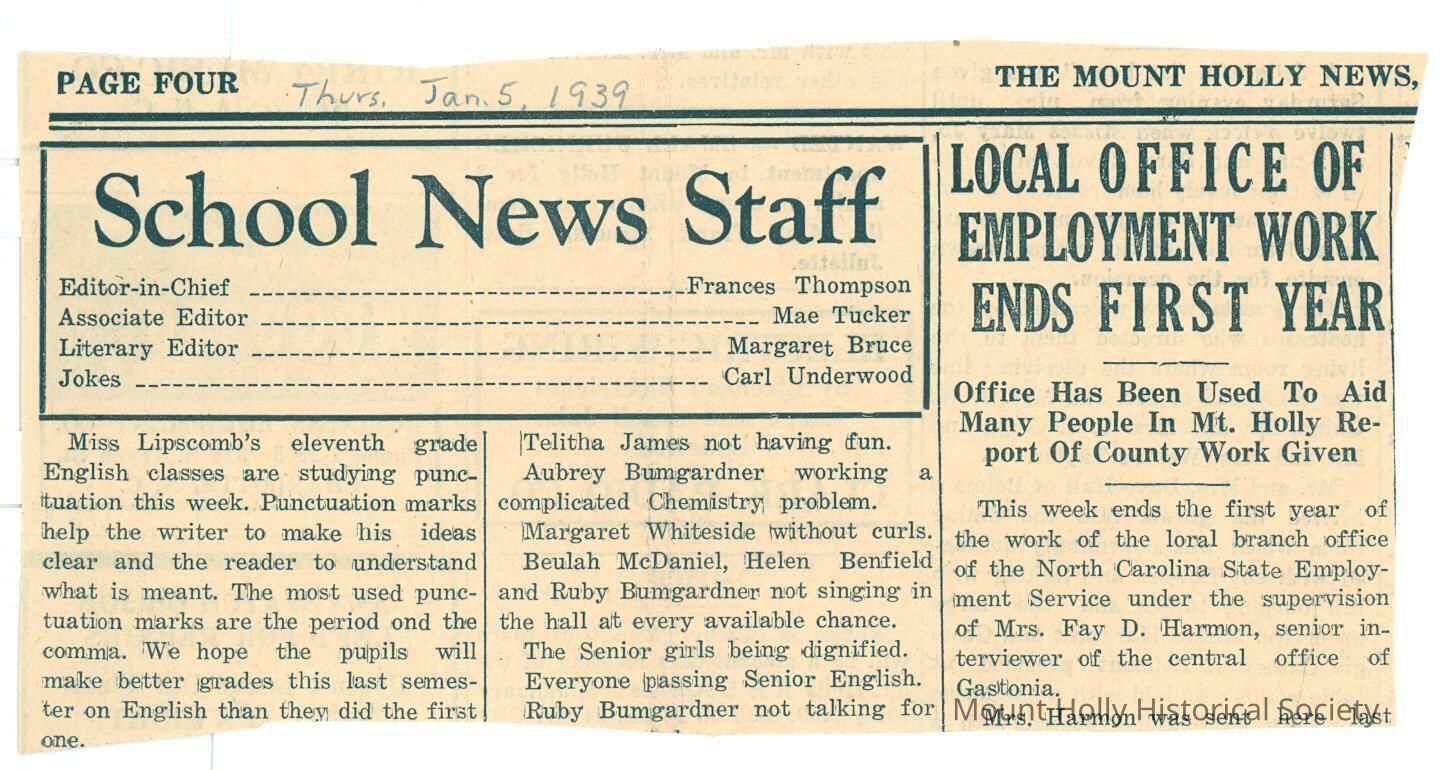 PAGE FOUR
Thurs. Jan. 5, 1939
THE MOUNT HOLLY NEWS,
School News Staff
Editor-in-Chief Frances Thompson
Associate Editor Mae Tucker
Literary Editor Margaret Bruce
Jokes Carl Underwood
Miss Lipscomb's eleventh grade
English classes are studying punc-
tuation this week. Punctuation marks
help the writer to make his ideas
clear and the reader to understand
what is meant. The most used punc-
tuation marks are the period ond the
comma. We hope the pupils will
make better grades this last semes-
ter on English than they did the first
one.
Telitha James not having fun.
Aubrey Bumgardner working a
complicated Chemistry problem.
Margaret Whiteside without curls.
Beulah McDaniel, Helen Benfield
and Ruby Bumgardner not singing in
the hall at every available chance.
The Senior girls being dignified.
Everyone passing Senior English.
Ruby Bumgardner not talking for
LOCAL OFFICE OF
EMPLOYMENT WORK
ENDS FIRST YEAR
Office Has Been Used To Aid
Many People In Mt. Holly Re-
port Of County Work Given
This week ends the first year of
the work of the loral branch office
of the North Carolina State Employ-
ment Service under the supervision
of Mrs. Fay D. Harmon, senior in-
terviewer of the central office of
Gastonia.
Mrs. Harmon was sent here last
Mount Holly Historical Society